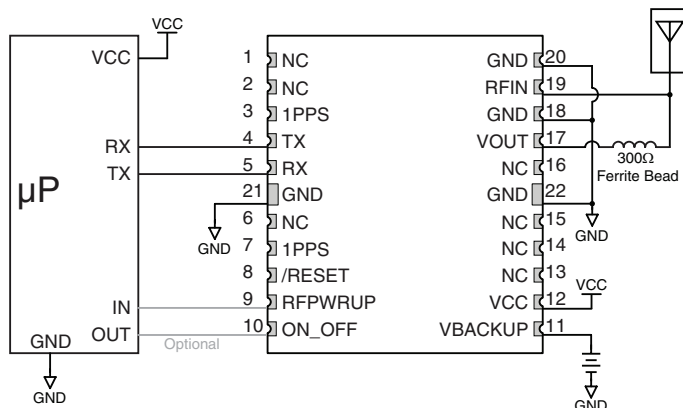 VCC
VCC
RX
TX
µP
IN
OUT
GND
GND
Optional
1 NC
2 NC
3 1PPS
4 TX
5 RX
21 GND
GND
6 NC
7 1PPS
8 /RESET
9 RFPWRUP
10 ON_OFF
GND 20
RFIN 19
GND 18
VOUT 17
300Ω
Ferrite Bead
NC 16
GND 22
GND
NC 15
NC 14
NC 13
VCC 12
VCC
VBACKUP 11
GND